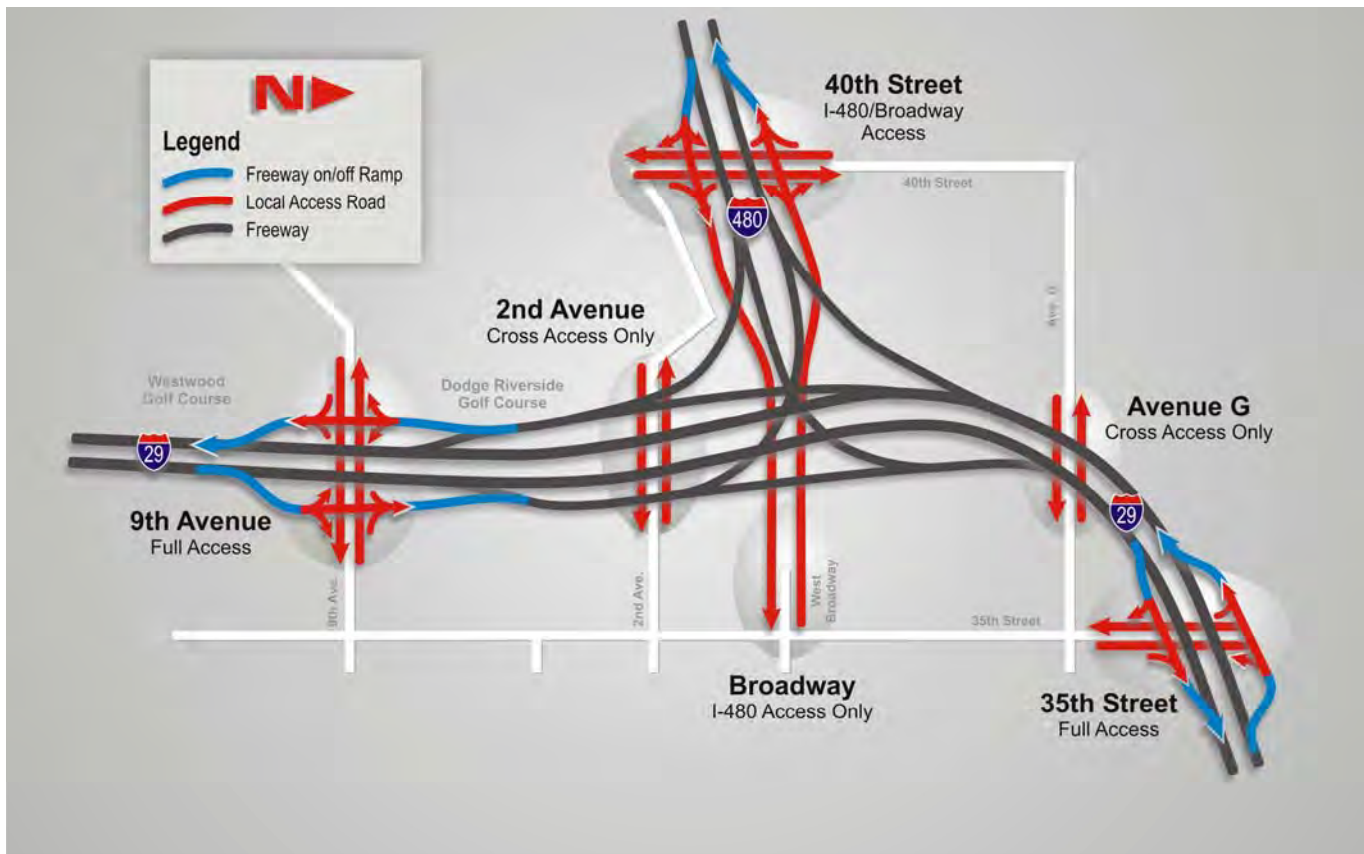 N
Legend
Freeway on/off Ramp
Local Access Road
Freeway
40th Street
I-480/Broadway
Access
40th Street
480
2nd Avenue
Cross Access Only
Ave. G
Westwood
Golf Course
Dodge Riverside
Golf Course
Avenue G
Cross Access Only
29
9th Avenue
Full Access
29
9th Ave.
2nd Ave.
West
Broadway
35th Street
Broadway
I-480 Access Only
35th Street
Full Access